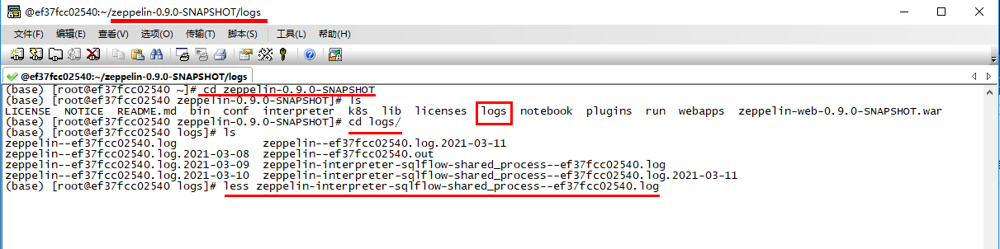 @ef37fcc02540:~/zeppelin-0.9.0-SNAPSHOT/logs
文件(F) 编辑(E) 查看(V) 选项(O) 传输(T) 脚本(S) 工具(L) 帮助(H)
@ef37fcc02540:~/zeppelin-0.9.0-SNAPSHOT/logs
(base) [root@ef37fcc02540 ~]# cd zeppelin-0.9.0-SNAPSHOT
(base) [root@ef37fcc02540 zeppelin-0.9.0-SNAPSHOT]# ls
LICENSE NOTICE README.md bin conf interpreter k8s lib licenses logs notebook plugins run webapps zeppelin-web-0.9.0-SNAPSHOT.war
(base) [root@ef37fcc02540 zeppelin-0.9.0-SNAPSHOT]# cd logs/
(base) [root@ef37fcc02540 logs]# ls
zeppelin--ef37fcc02540.log zeppelin--ef37fcc02540.log.2021-03-11
zeppelin--ef37fcc02540.log.2021-03-08 zeppelin--ef37fcc02540.out
zeppelin--ef37fcc02540.log.2021-03-09 zeppelin-interpreter-sqlflow-shared_process--ef37fcc02540.log
zeppelin--ef37fcc02540.log.2021-03-10 zeppelin-interpreter-sqlflow-shared_process--ef37fcc02540.log.2021-03-11
(base) [root@ef37fcc02540 logs]# less zeppelin-interpreter-sqlflow-shared_process--ef37fcc02540.log